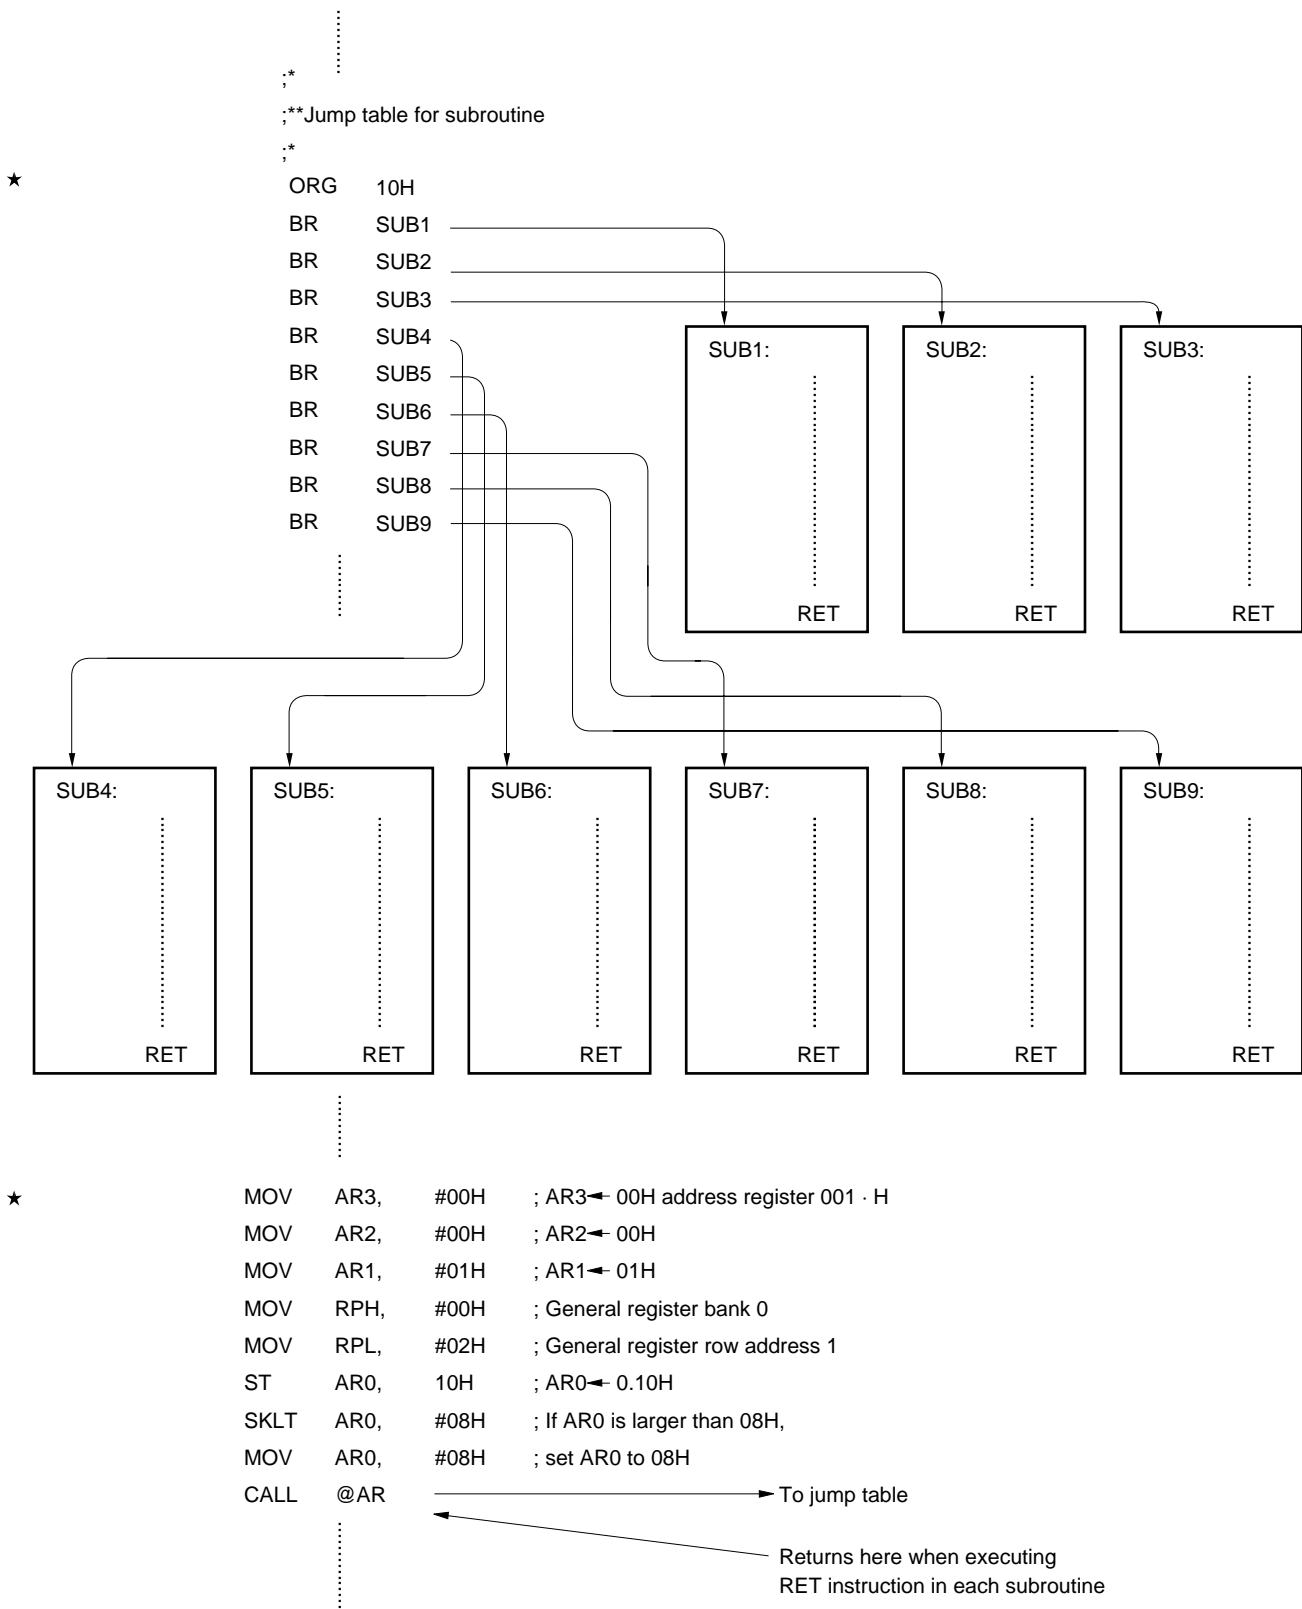 ;*
;**Jump table for subroutine
;*
★ ORG 10H
BR SUB1
BR SUB2
BR SUB3
BR SUB4
BR SUB5
BR SUB6
BR SUB7
BR SUB8
BR SUB9
SUB1: SUB2: SUB3:
RET RET RET
SUB4: SUB5: SUB6: SUB7: SUB8: SUB9:
RET RET RET RET RET RET
★ MOV AR3, #00H ; AR3← 00H address register 001 · H
MOV AR2, #00H ; AR2← 00H
MOV AR1, #01H ; AR1← 01H
MOV RPH, #00H ; General register bank 0
MOV RPL, #02H ; General register row address 1
ST AR0, 10H ; AR0← 0.10H
SKLT AR0, #08H ; If AR0 is larger than 08H,
MOV AR0, #08H ; set AR0 to 08H
CALL @AR → To jump table
Returns here when executing
RET instruction in each subroutine